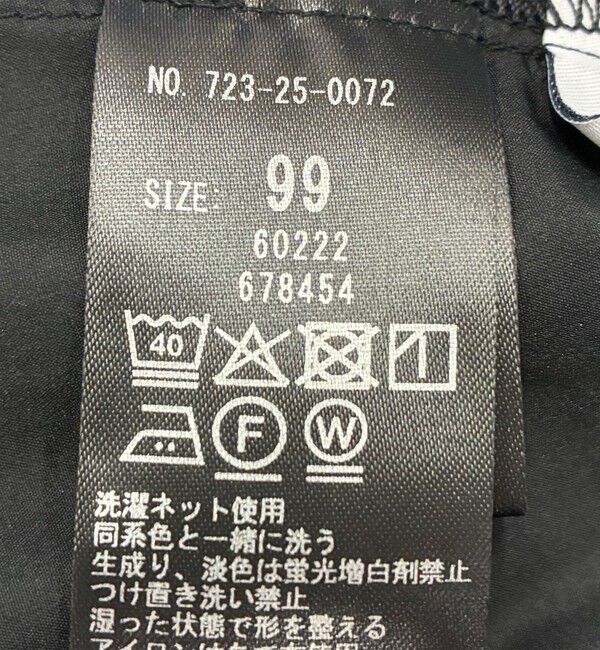 NO. 723-25-0072
SIZE: 99
60222
678454
40
F W
洗濯ネット使用
同系色と一緒に洗う
生成り、淡色は蛍光増白剤禁止
つけ置き洗い禁止
湿った状態で形を整える